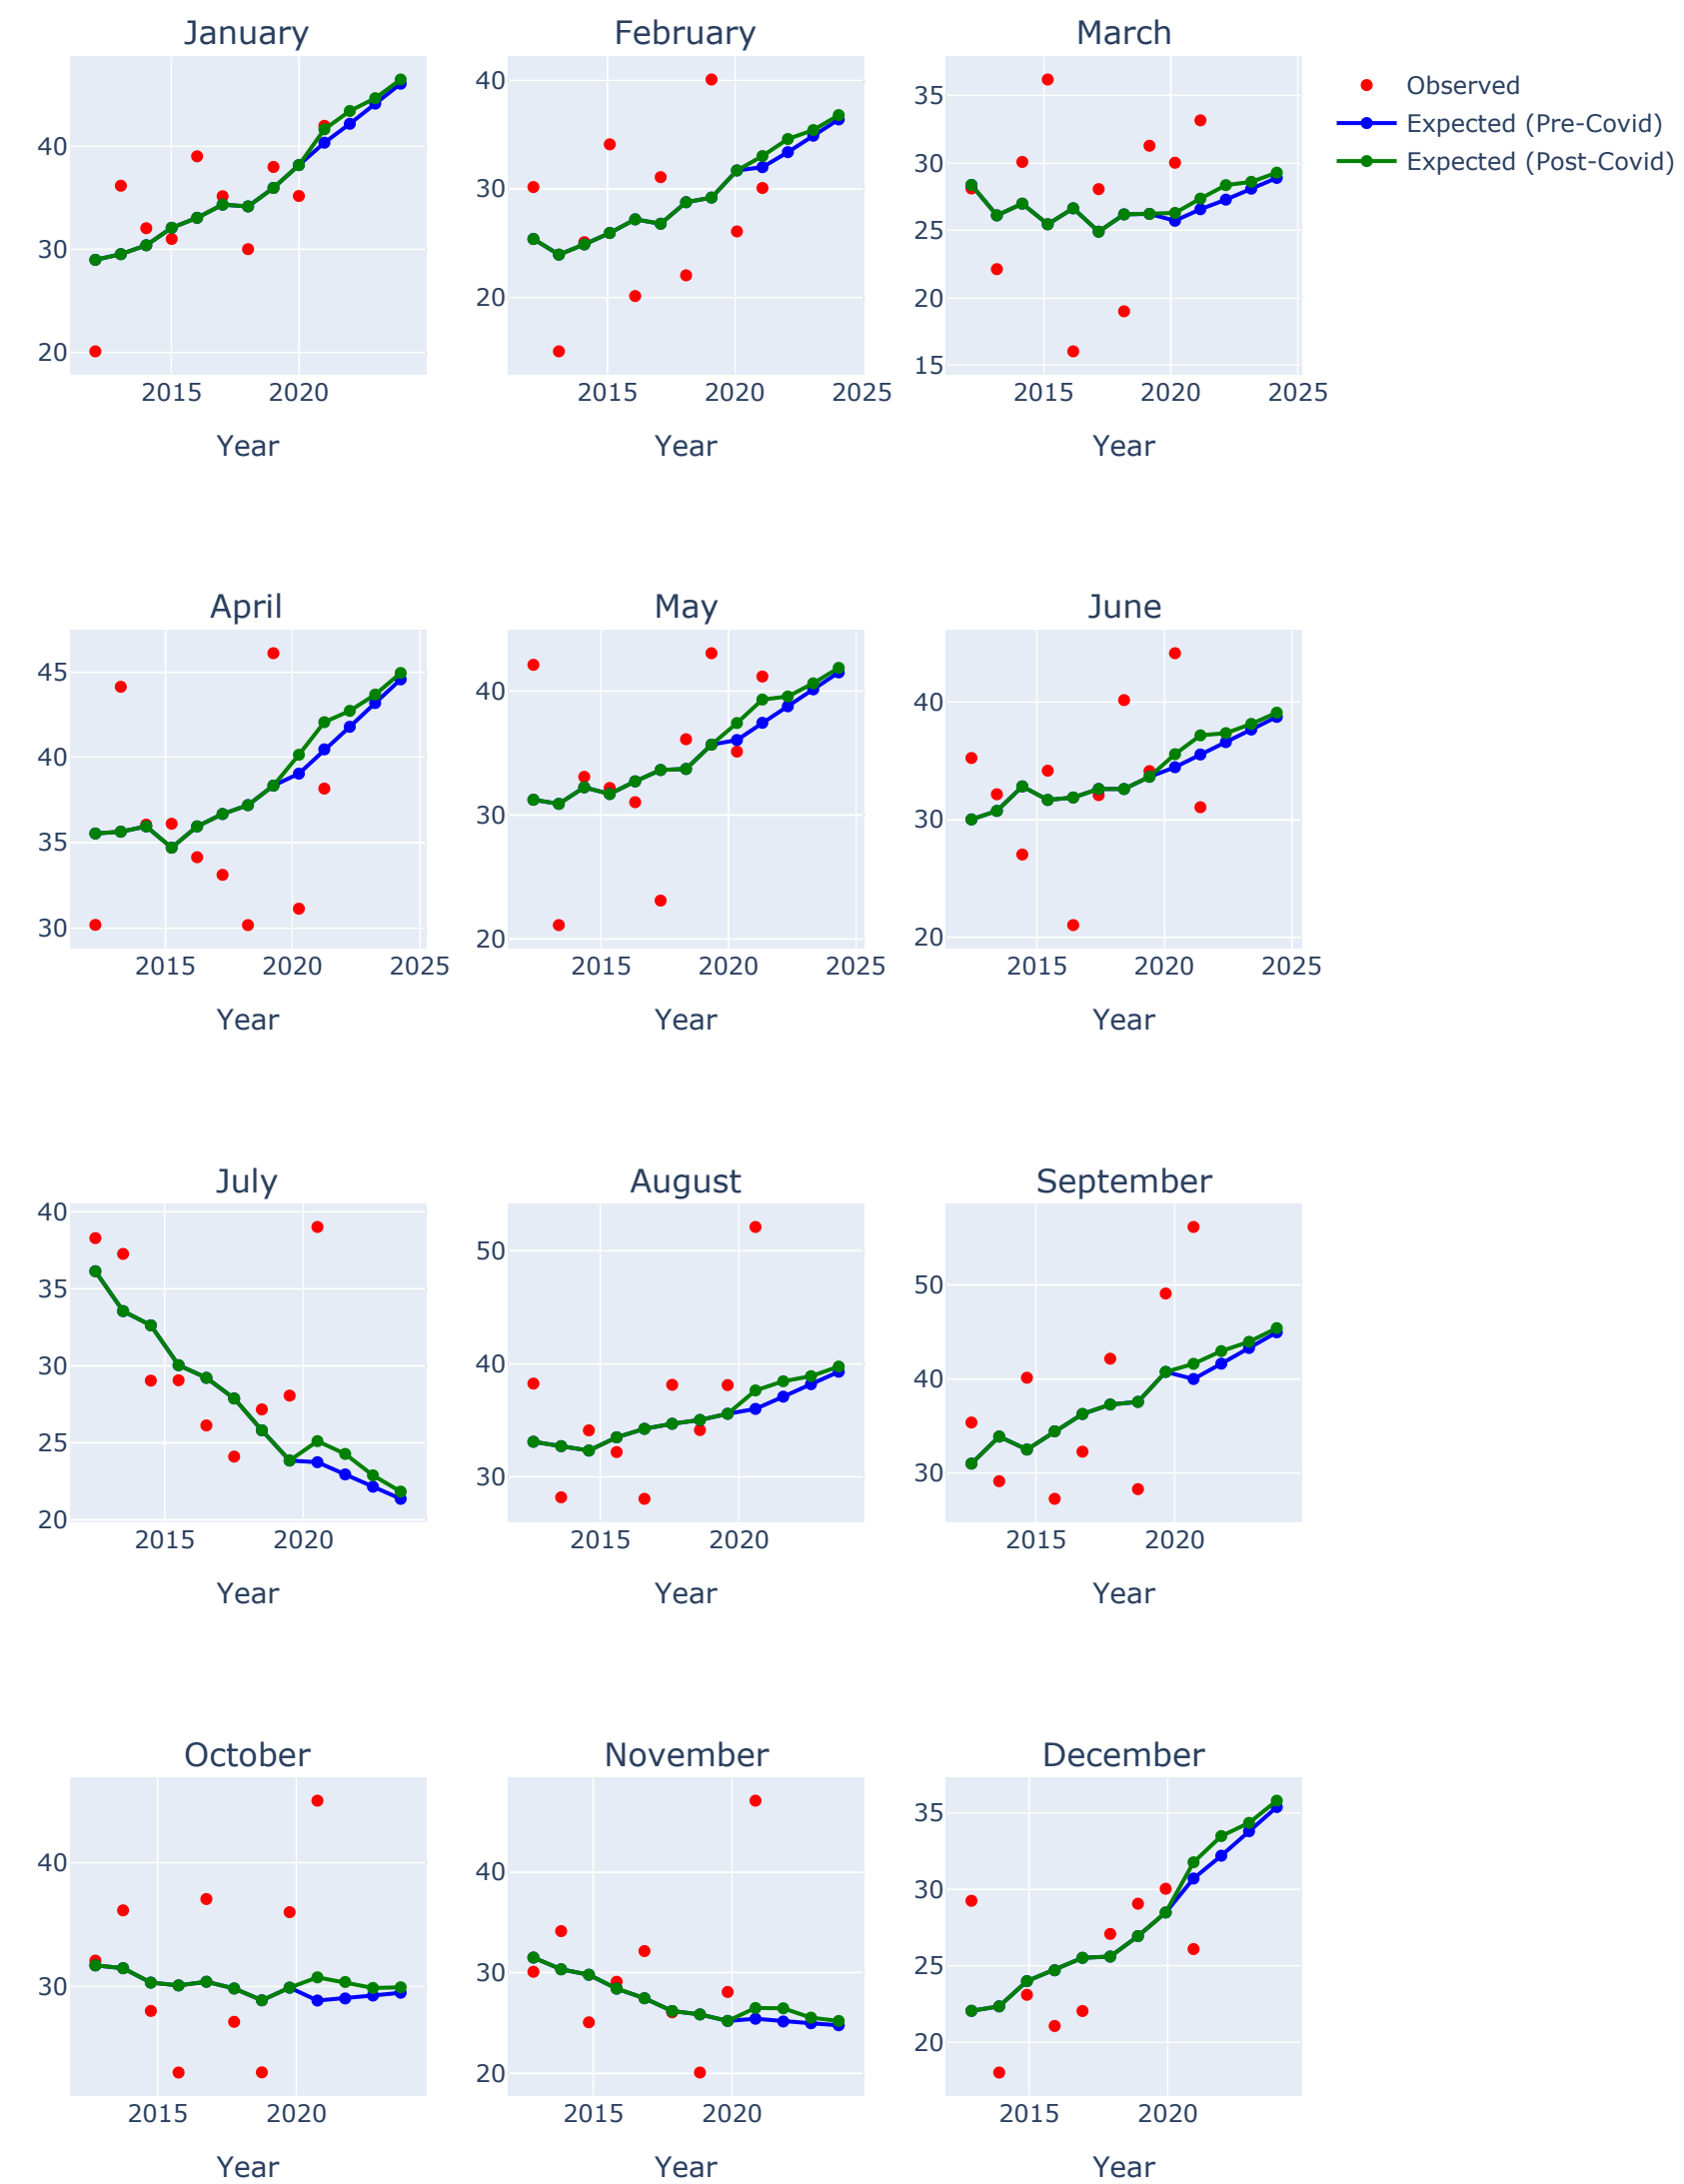 January
February
March
Observed
Expected (Pre-Covid)
Expected (Post-Covid)
40
30
20
2015
2020
Year
40
30
20
2015
2020
2025
Year
35
30
25
20
15
2015
2020
2025
Year
April
May
June
45
40
35
30
2015
2020
2025
Year
40
30
20
2015
2020
2025
Year
40
30
20
2015
2020
2025
Year
July
August
September
40
35
30
25
20
2015
2020
Year
50
40
30
2015
2020
Year
50
40
30
2015
2020
Year
October
November
December
40
30
2015
2020
Year
40
30
20
2015
2020
Year
35
30
25
20
2015
2020
Year